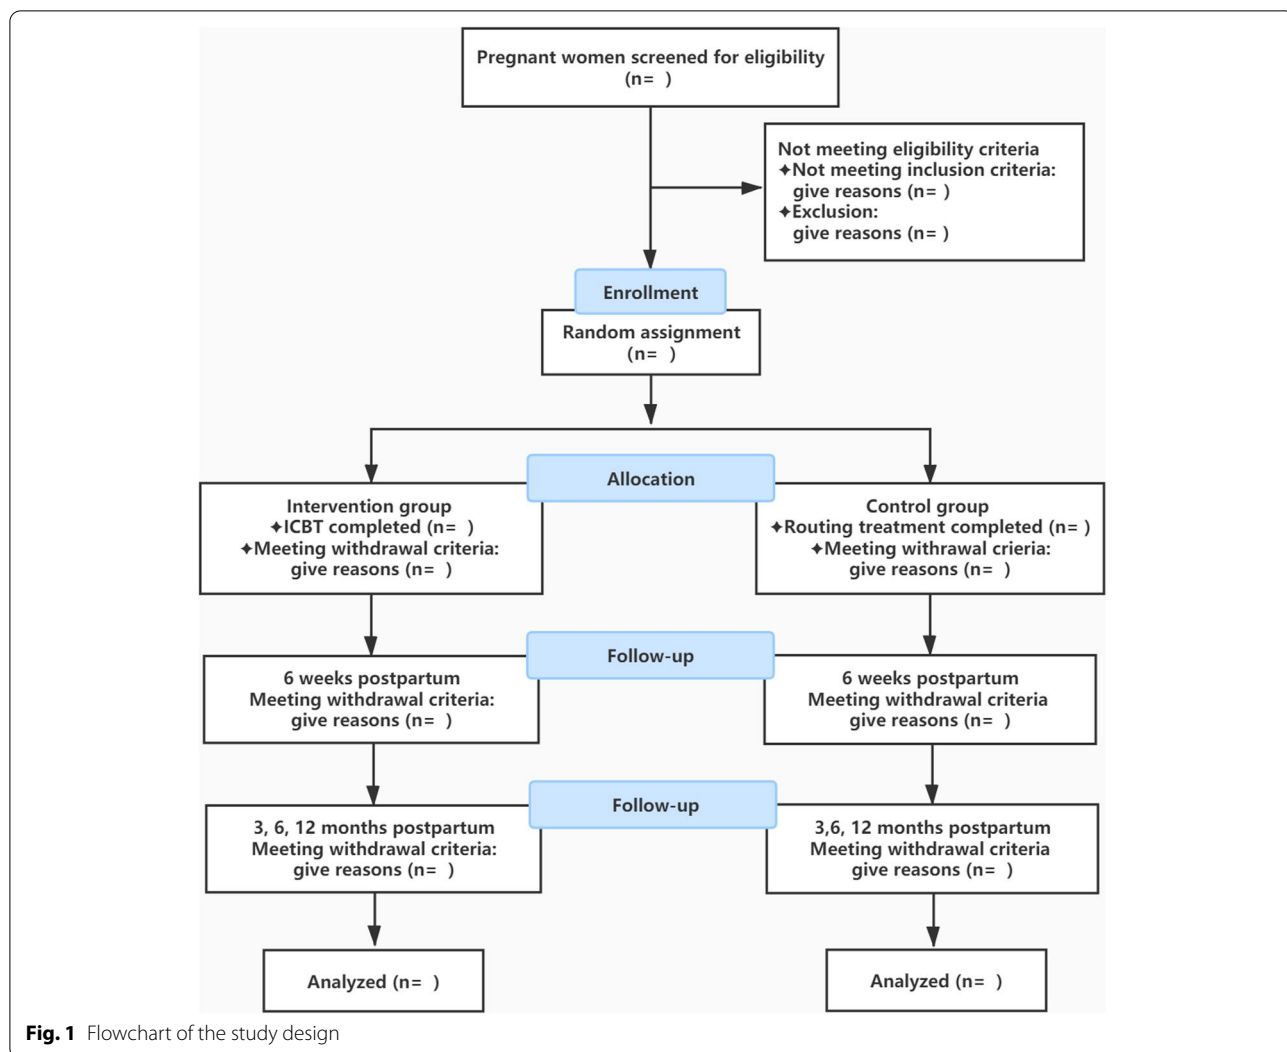 Pregnant women screened for eligibility
(n=  )
Not meeting eligibility criteria
✦Not meeting inclusion criteria:
give reasons (n= )
✦Exclusion:
give reasons (n= )
Enrollment
Random assignment
(n=  )
Allocation
Intervention group
✦ICBT completed (n=  )
✦Meeting withdrawal criteria:
give reasons (n=  )
Control group
✦Routing treatment completed (n= )
✦Meeting withrawal crieria:
give reasons (n=  )
Follow-up
6 weeks postpartum
Meeting withdrawal criteria:
give reasons (n=  )
6 weeks postpartum
Meeting withdrawal criteria
give reasons (n=  )
Follow-up
3, 6, 12 months postpartum
Meeting withdrawal criteria:
give reasons (n=  )
3,6, 12 months postpartum
Meeting withdrawal criteria
give reasons (n=  )
Analyzed (n=  )
Analyzed (n=  )
Fig. 1 Flowchart of the study design